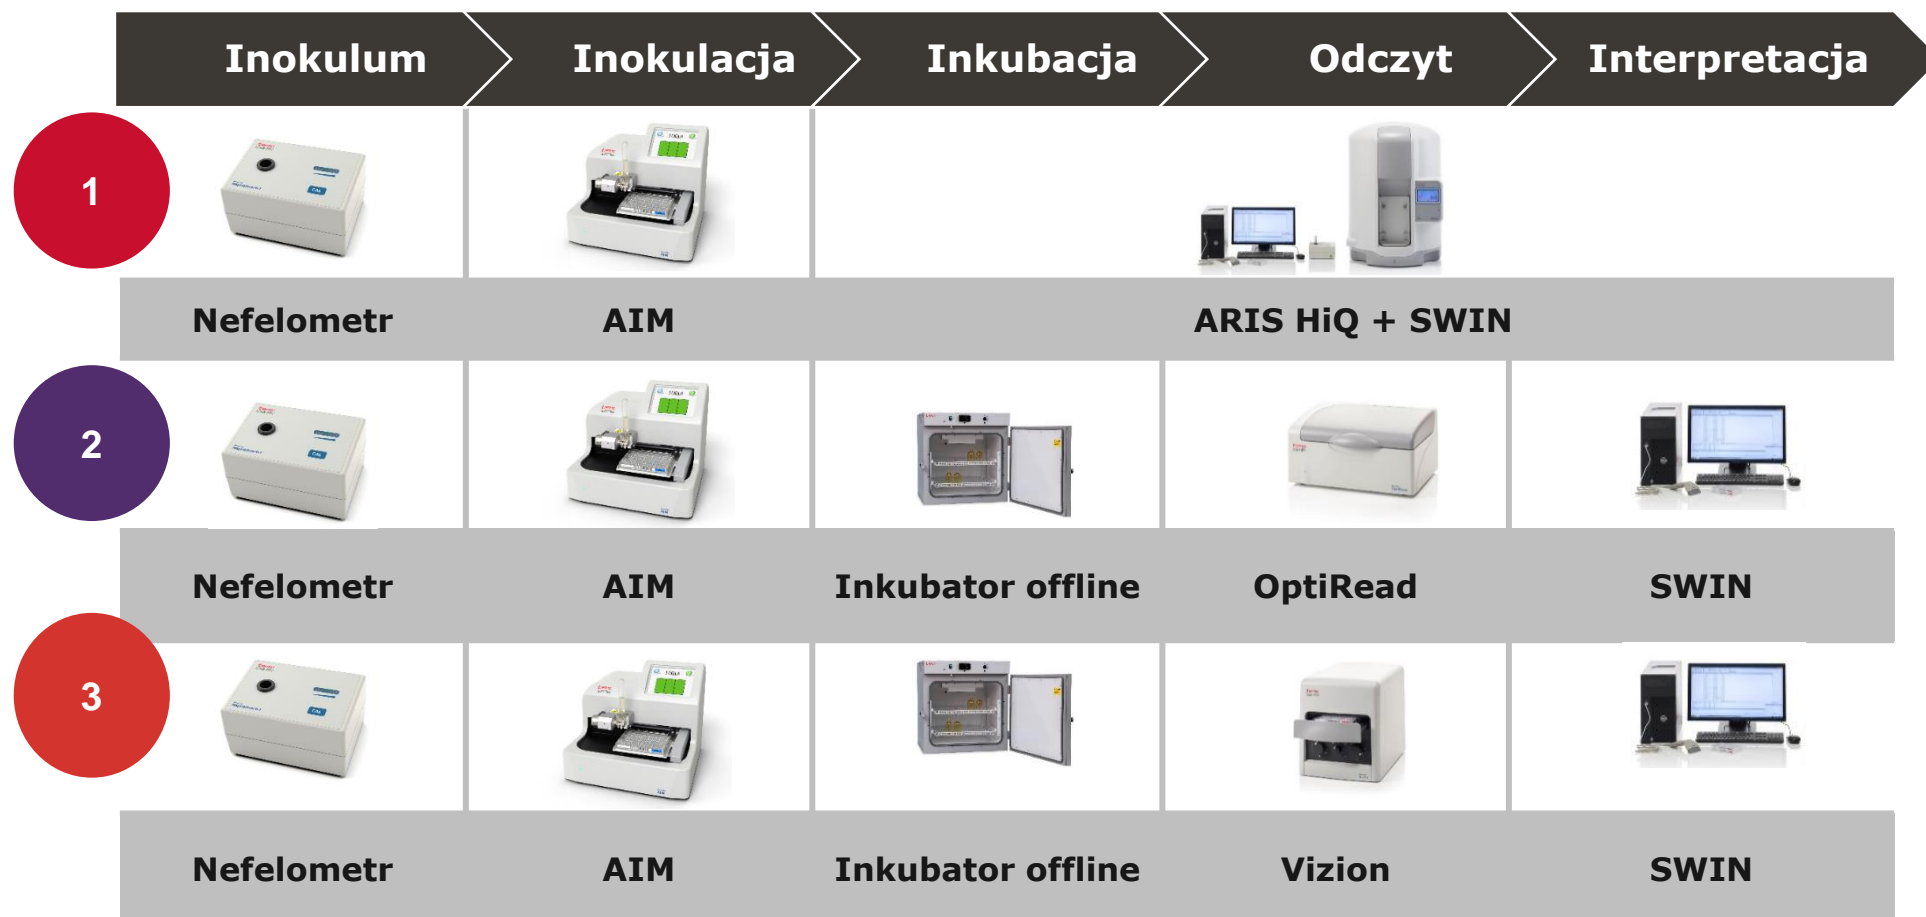 Inokulum
Inokulacja
Inkubacja
Odczyt
Interpretacja
1
Nefelometr
AIM
ARIS HiQ + SWIN
2
Nefelometr
AIM
Inkubator offline
OptiRead
SWIN
3
Nefelometr
AIM
Inkubator offline
Vizion
SWIN